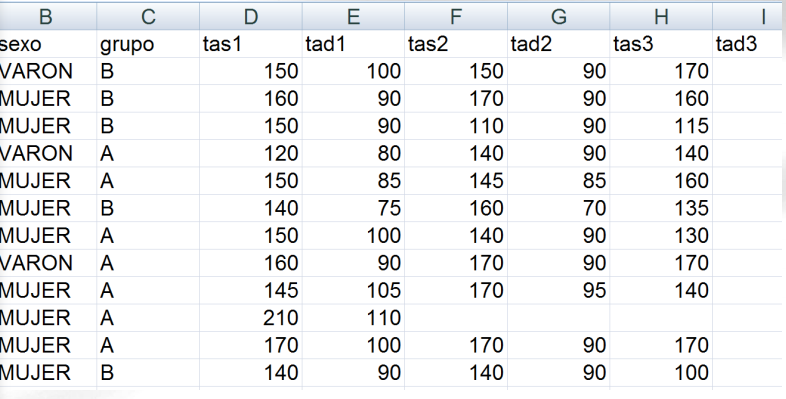 B C D E F G H I
sexo grupo tas1 tad1 tas2 tad2 tas3 tad3
VARON B 150 100 150 90 170
MUJER B 160 90 170 90 160
MUJER B 150 90 110 90 115
VARON A 120 80 140 90 140
MUJER A 150 85 145 85 160
MUJER B 140 75 160 70 135
MUJER A 150 100 140 90 130
VARON A 160 90 170 90 170
MUJER A 145 105 170 95 140
MUJER A 210 110
MUJER A 170 100 170 90 170
MUJER B 140 90 140 90 100